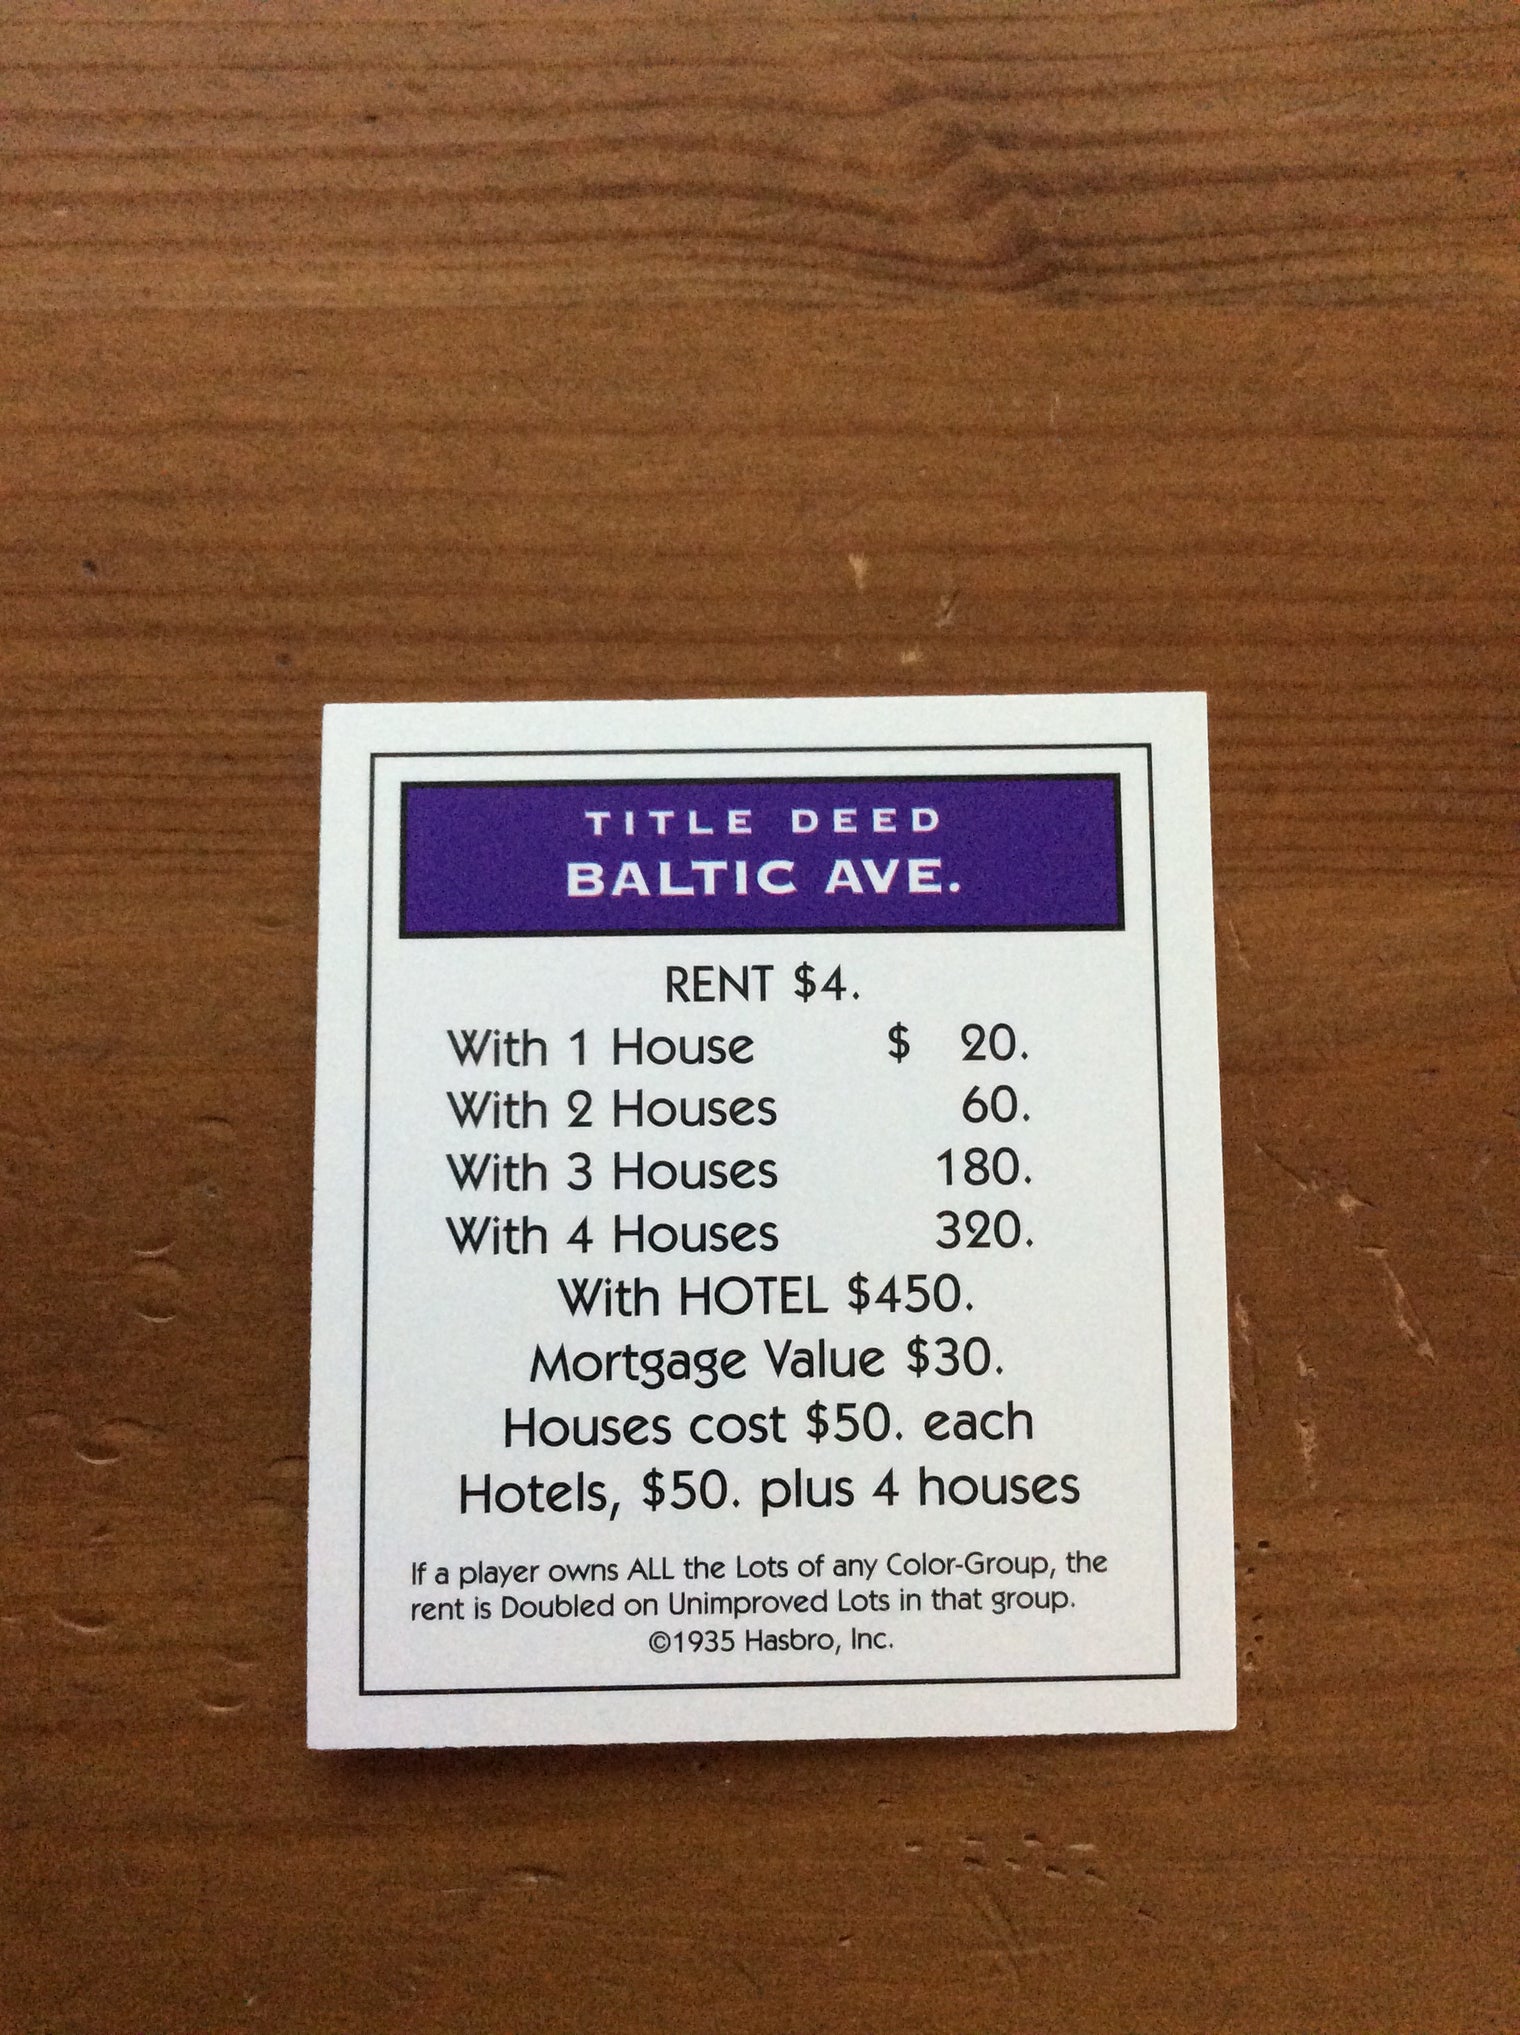 TITLE DEED
BALTIC AVE.
RENT $4.
With 1 House $ 20.
With 2 Houses 60.
With 3 Houses 180.
With 4 Houses 320.
With HOTEL $450.
Mortgage Value $30.
Houses cost $50. each
Hotels, $50. plus 4 houses
If a player owns ALL the Lots of any Color-Group, the
rent is Doubled on Unimproved Lots in that group.
©1935 Hasbro, Inc.